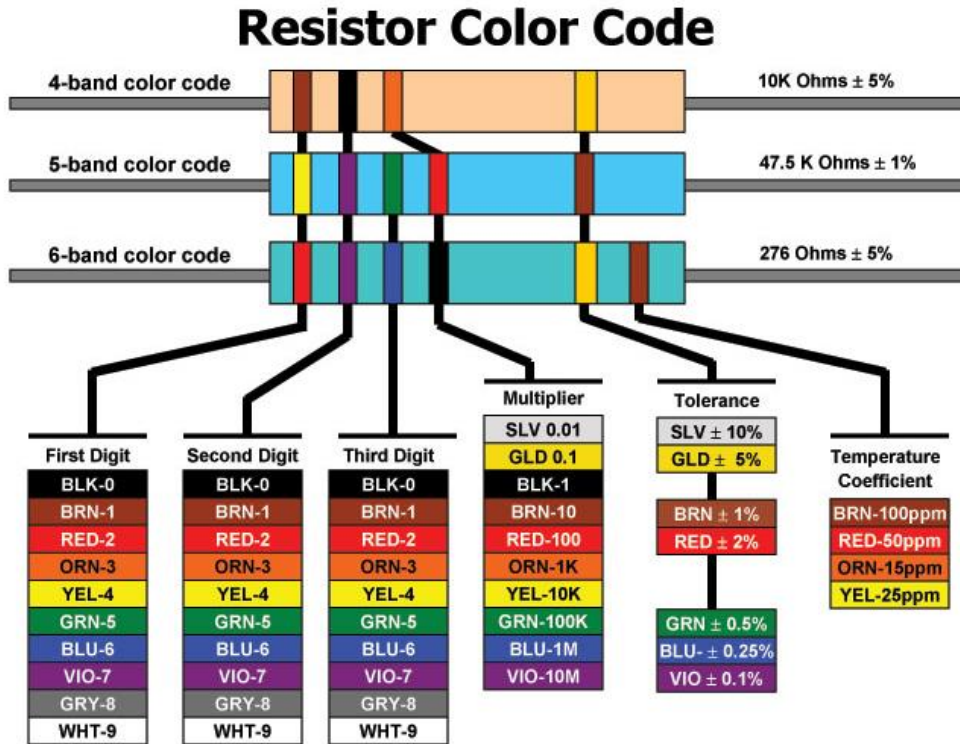 Resistor Color Code
4-band color code
10K Ohms ± 5%
5-band color code
47.5 K Ohms ± 1%
6-band color code
276 Ohms ± 5%
First Digit
BLK-0
BRN-1
RED-2
ORN-3
YEL-4
GRN-5
BLU-6
VIO-7
GRY-8
WHT-9
Second Digit
BLK-0
BRN-1
RED-2
ORN-3
YEL-4
GRN-5
BLU-6
VIO-7
GRY-8
WHT-9
Third Digit
BLK-0
BRN-1
RED-2
ORN-3
YEL-4
GRN-5
BLU-6
VIO-7
GRY-8
WHT-9
Multiplier
SLV 0.01
GLD 0.1
BLK-1
BRN-10
RED-100
ORN-1K
YEL-10K
GRN-100K
BLU-1M
VIO-10M
Tolerance
SLV ± 10%
GLD ± 5%
BRN ± 1%
RED ± 2%
GRN ± 0.5%
BLU- ± 0.25%
VIO ± 0.1%
Temperature
Coefficient
BRN-100ppm
RED-50ppm
ORN-15ppm
YEL-25ppm